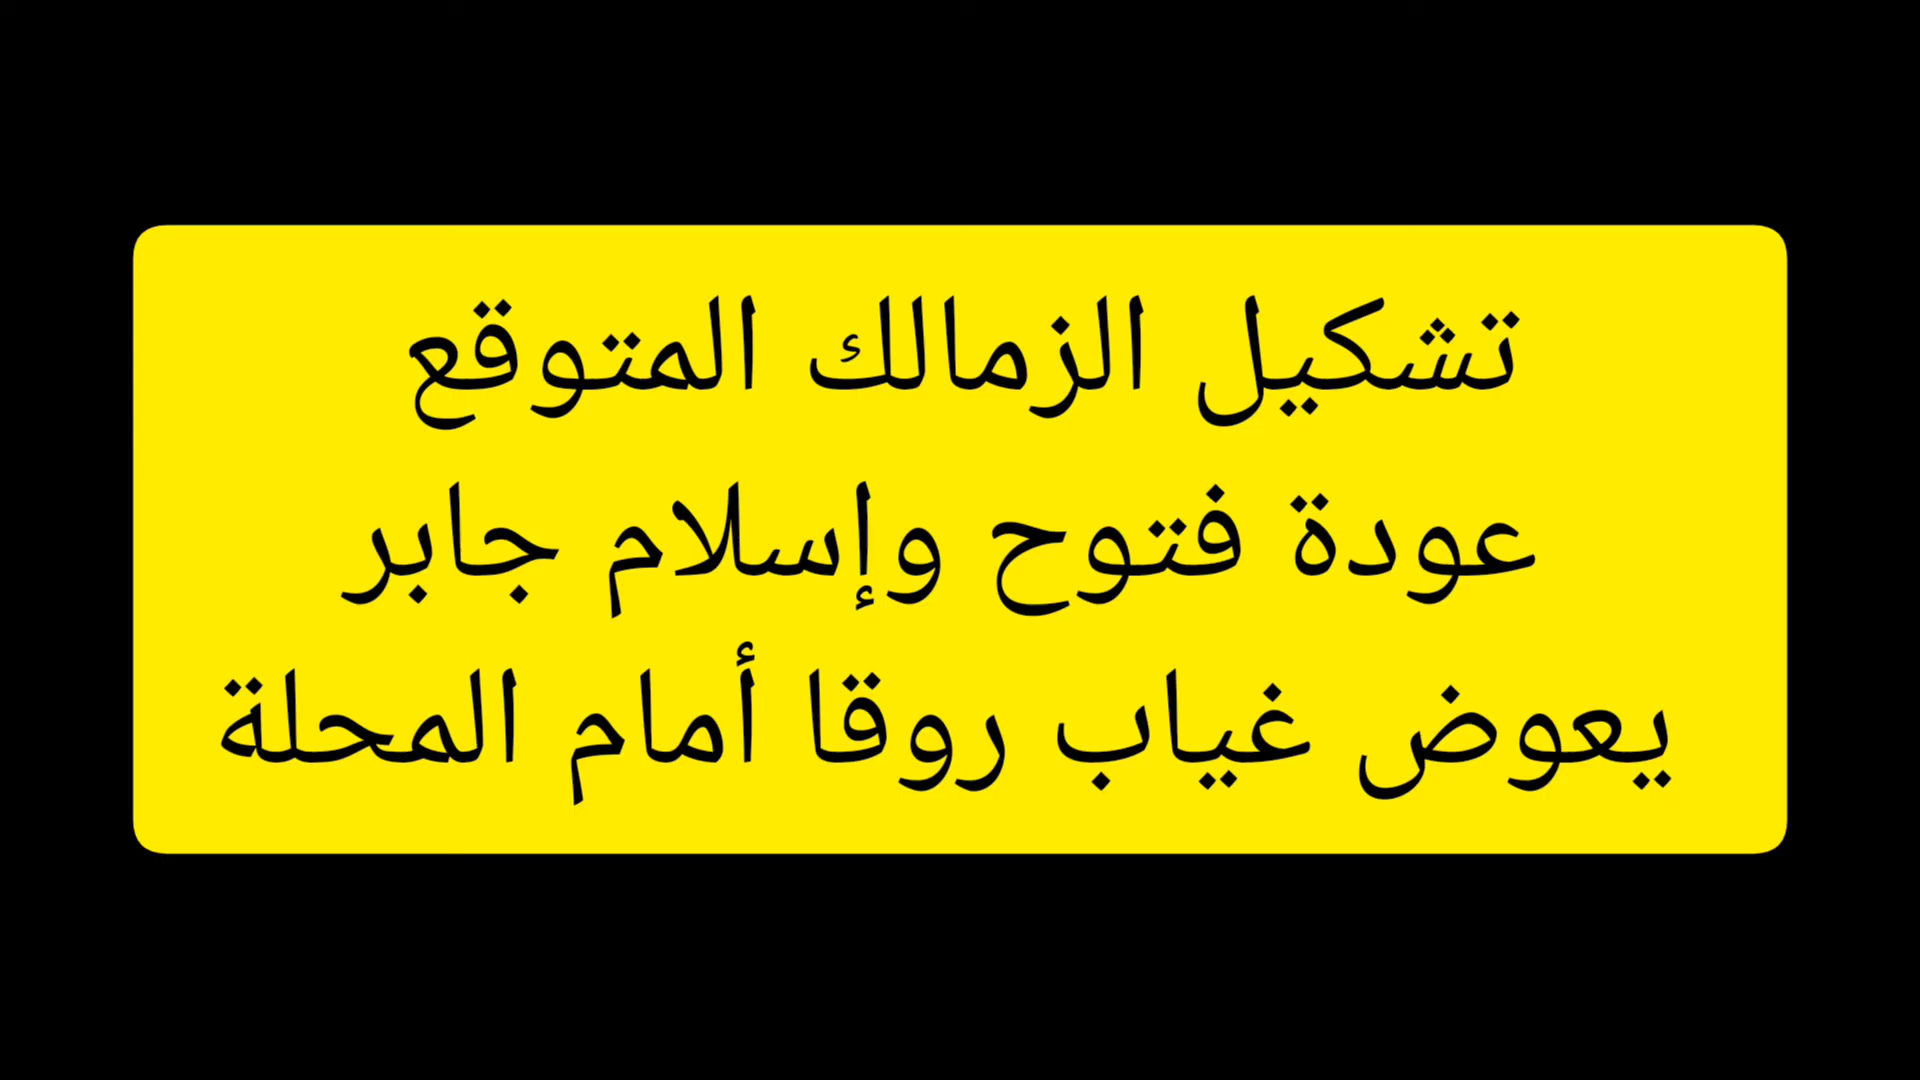 تشكيل الزمالك المتوقع
عودة فتوح وإسلام جابر
يعوض غياب روقا أمام المحلة